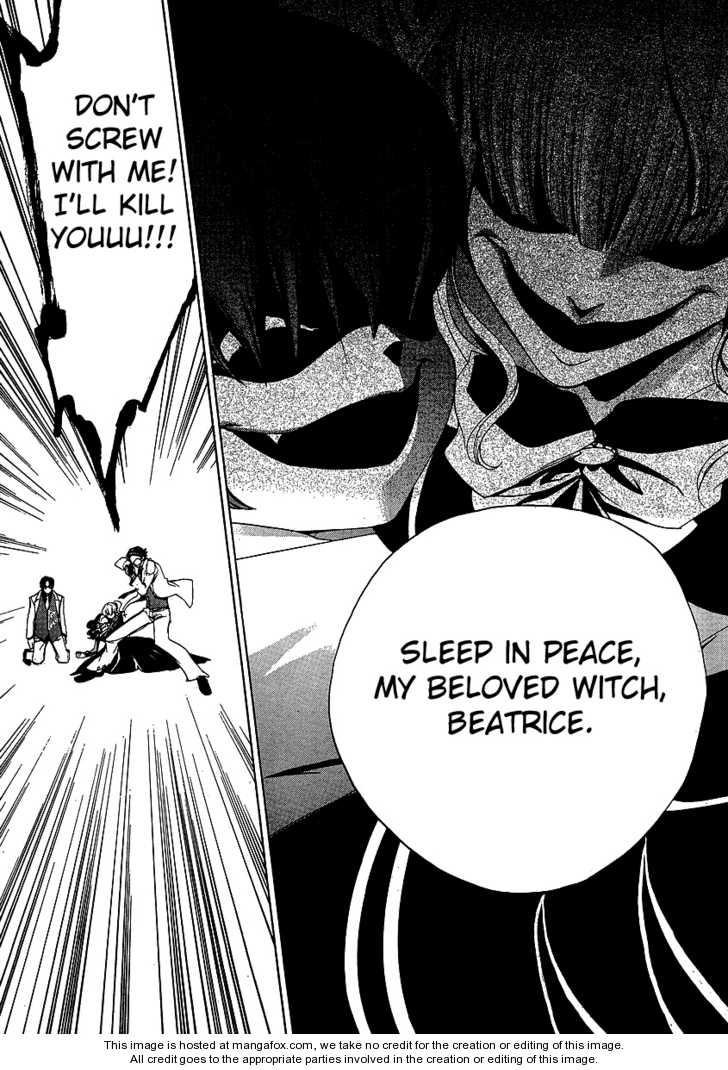 SLEEP IN PEACE,
MY BELOVED WITCH,
BEATRICE.
DON'T
SCREW
WITH ME!
I'LL KILL
YOUUU!!!
This image is hosted at mangafox.com, we take no credit for the creation or editing of this image.
All credit goes to the appropriate parties involved in the creation or editing of this image.